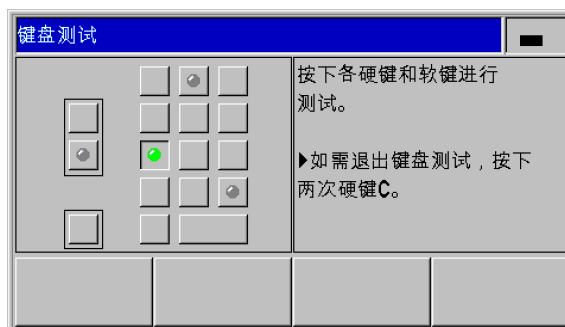 键盘测试
按下各硬键和软键进行
测试。
▶如需退出键盘测试，按下
两次硬键C。